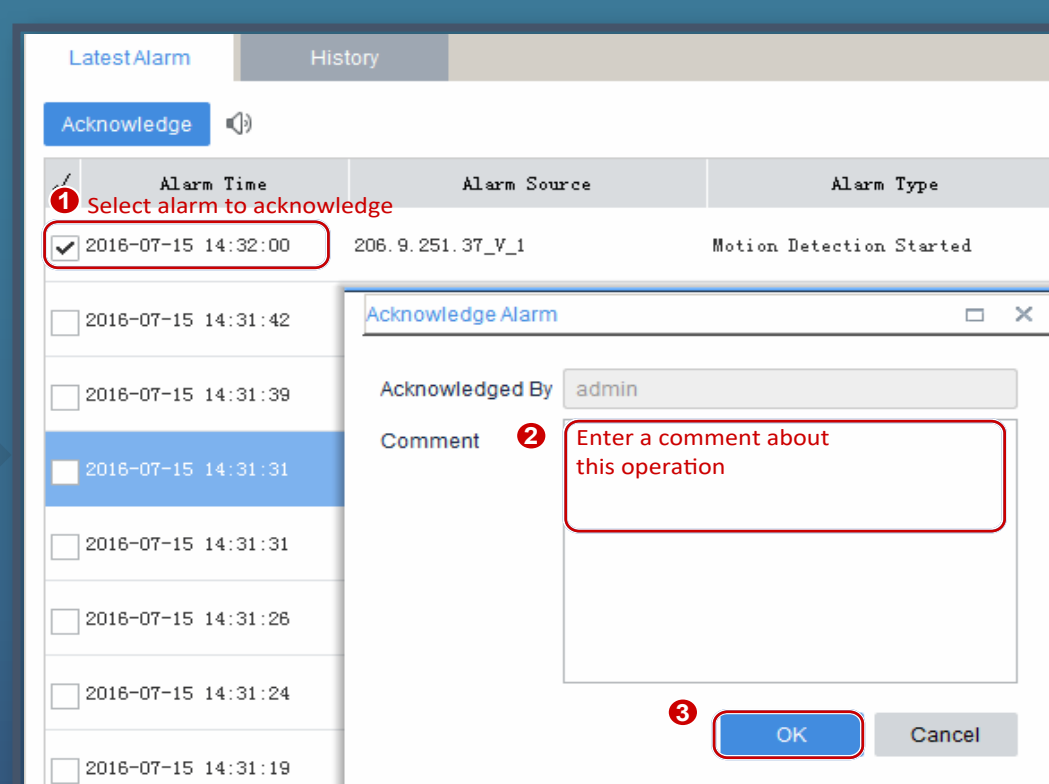 Latest Alarm History
Acknowledge
Alarm Time Alarm Source Alarm Type
1 Select alarm to acknowledge
2016-07-15 14:32:00 206.9.251.37_V_1 Motion Detection Started
2016-07-15 14:31:42
Acknowledge Alarm
2016-07-15 14:31:39
Acknowledged By admin
Comment 2 Enter a comment about
this operation
2016-07-15 14:31:31
2016-07-15 14:31:31
2016-07-15 14:31:26
2016-07-15 14:31:24
3
OK Cancel
2016-07-15 14:31:19